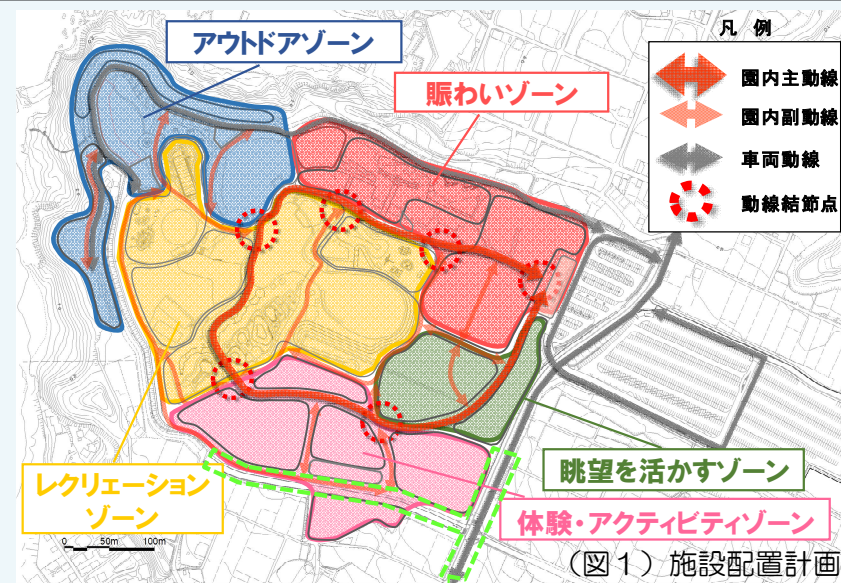 アウトドアゾーン
凡 例
賑わいゾーン
園内主動線
園内副動線
車両動線
動線結節点
眺望を活かすゾーン
レクリエーション
ゾーン
体験・アクティビティゾーン
0 50m 100m
（図１）施設配置計画